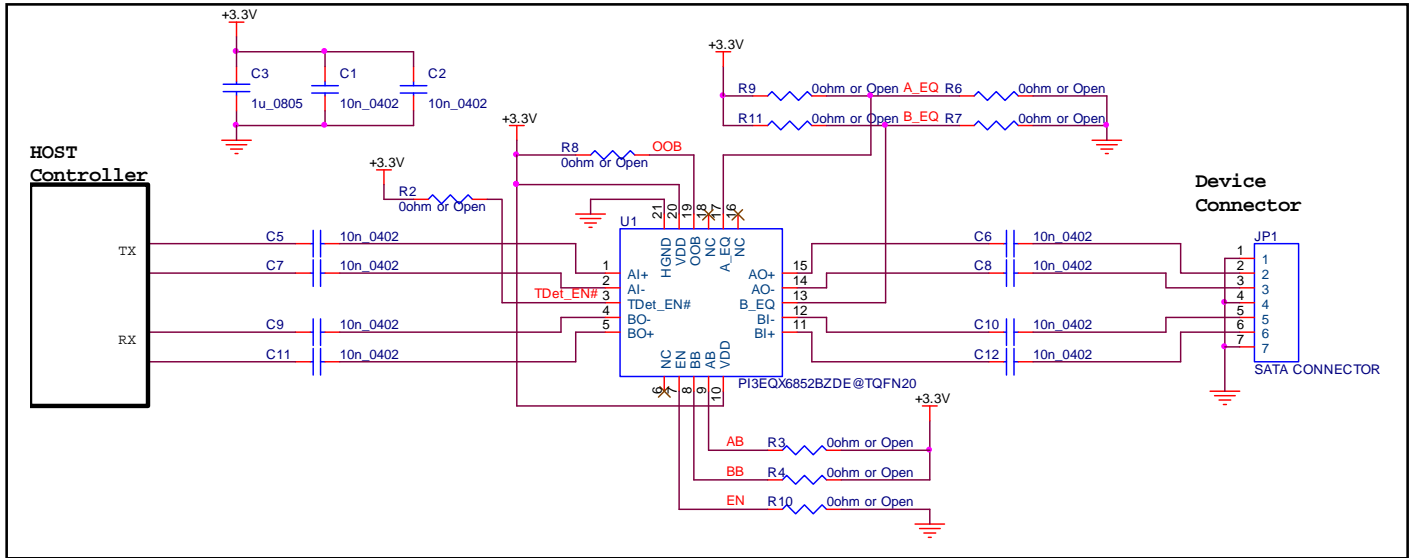 +3.3V
C3
1u_0805
C1
10n_0402
C2
10n_0402
+3.3V
R9
0ohm or Open
A_EQ
R6
0ohm or Open
R11
0ohm or Open
B_EQ
R7
0ohm or Open
+3.3V
R8
OOB
0ohm or Open
+3.3V
R2
0ohm or Open
HOST
Controller
TX
RX
C5
10n_0402
C7
10n_0402
TDet_EN#
C9
10n_0402
C11
10n_0402
U1
21
20
19
18
17
16
HGND
VDD
OOB
NC
A_EQ
NC
1
AI+
2
AI-
3
TDet_EN#
4
BO-
5
BO+
15
AO+
14
AO-
13
B_EQ
12
BI-
11
BI+
NC
EN
BB
AB
VDD
6
7
8
9
10
PI3EQX6852BZDE@TQFN20
C6
10n_0402
C8
10n_0402
C10
10n_0402
C12
10n_0402
Device
Connector
JP1
1
1
2
2
3
3
4
4
5
5
6
6
7
7
SATA CONNECTOR
+3.3V
AB
R3
0ohm or Open
BB
R4
0ohm or Open
EN
R10
0ohm or Open